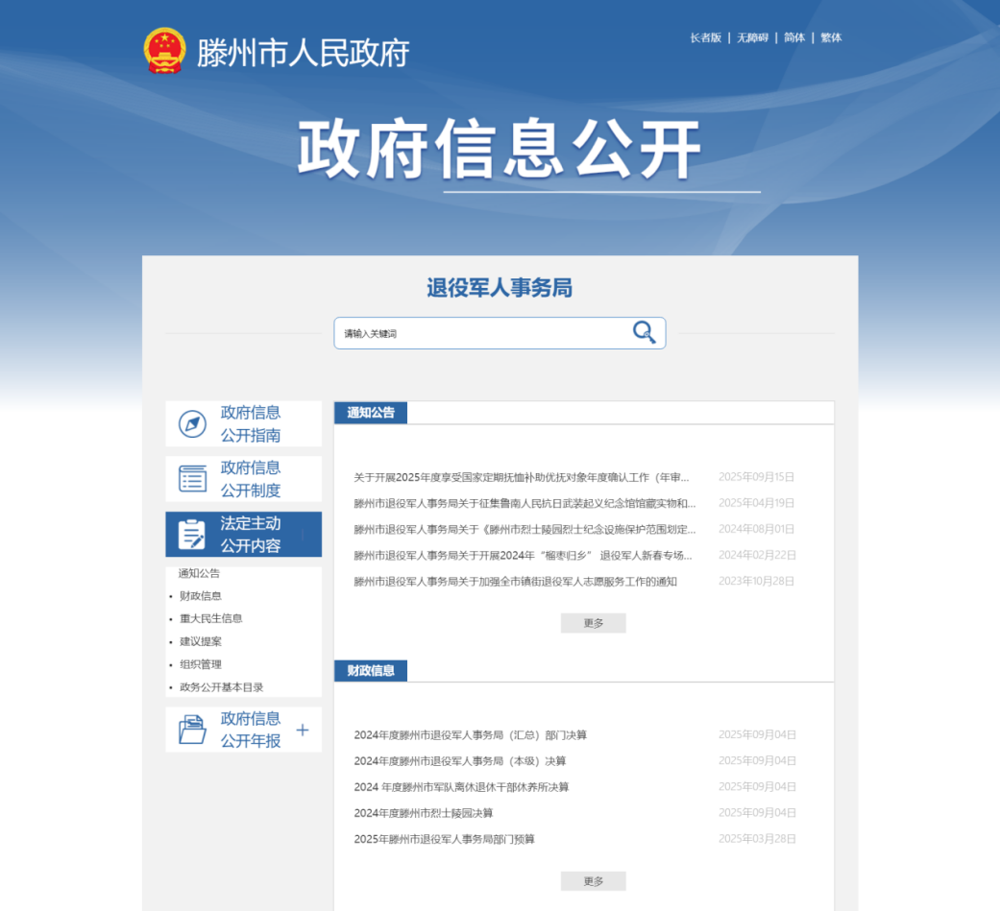 滕州市人民政府
长者版 | 无障碍 | 简体 | 繁体
政府信息公开
退役军人事务局
请输入关键词
政府信息
公开指南
政府信息
公开制度
法定主动
公开内容
通知公告
• 财政信息
• 重大民生信息
• 建议提案
• 组织管理
• 政务公开基本目录
政府信息
公开年报 +
通知公告
关于开展2025年度享受国家定期抚恤补助优抚对象年度确认工作（年审... 2025年09月15日
滕州市退役军人事务局关于征集鲁南人民抗日武装起义纪念馆馆藏实物和... 2025年04月19日
滕州市退役军人事务局关于《滕州市烈士陵园烈士纪念设施保护范围划定... 2024年08月01日
滕州市退役军人事务局关于开展2024年“榴枣归乡” 退役军人新春专场... 2024年02月22日
滕州市退役军人事务局关于加强全市镇街退役军人志愿服务工作的通知 2023年10月28日
更多
财政信息
2024年度滕州市退役军人事务局（汇总）部门决算 2025年09月04日
2024年度滕州市退役军人事务局（本级）决算 2025年09月04日
2024 年度滕州市军队离休退休干部休养所决算 2025年09月04日
2024年度滕州市烈士陵园决算 2025年09月04日
2025年滕州市退役军人事务局部门预算 2025年03月28日
更多